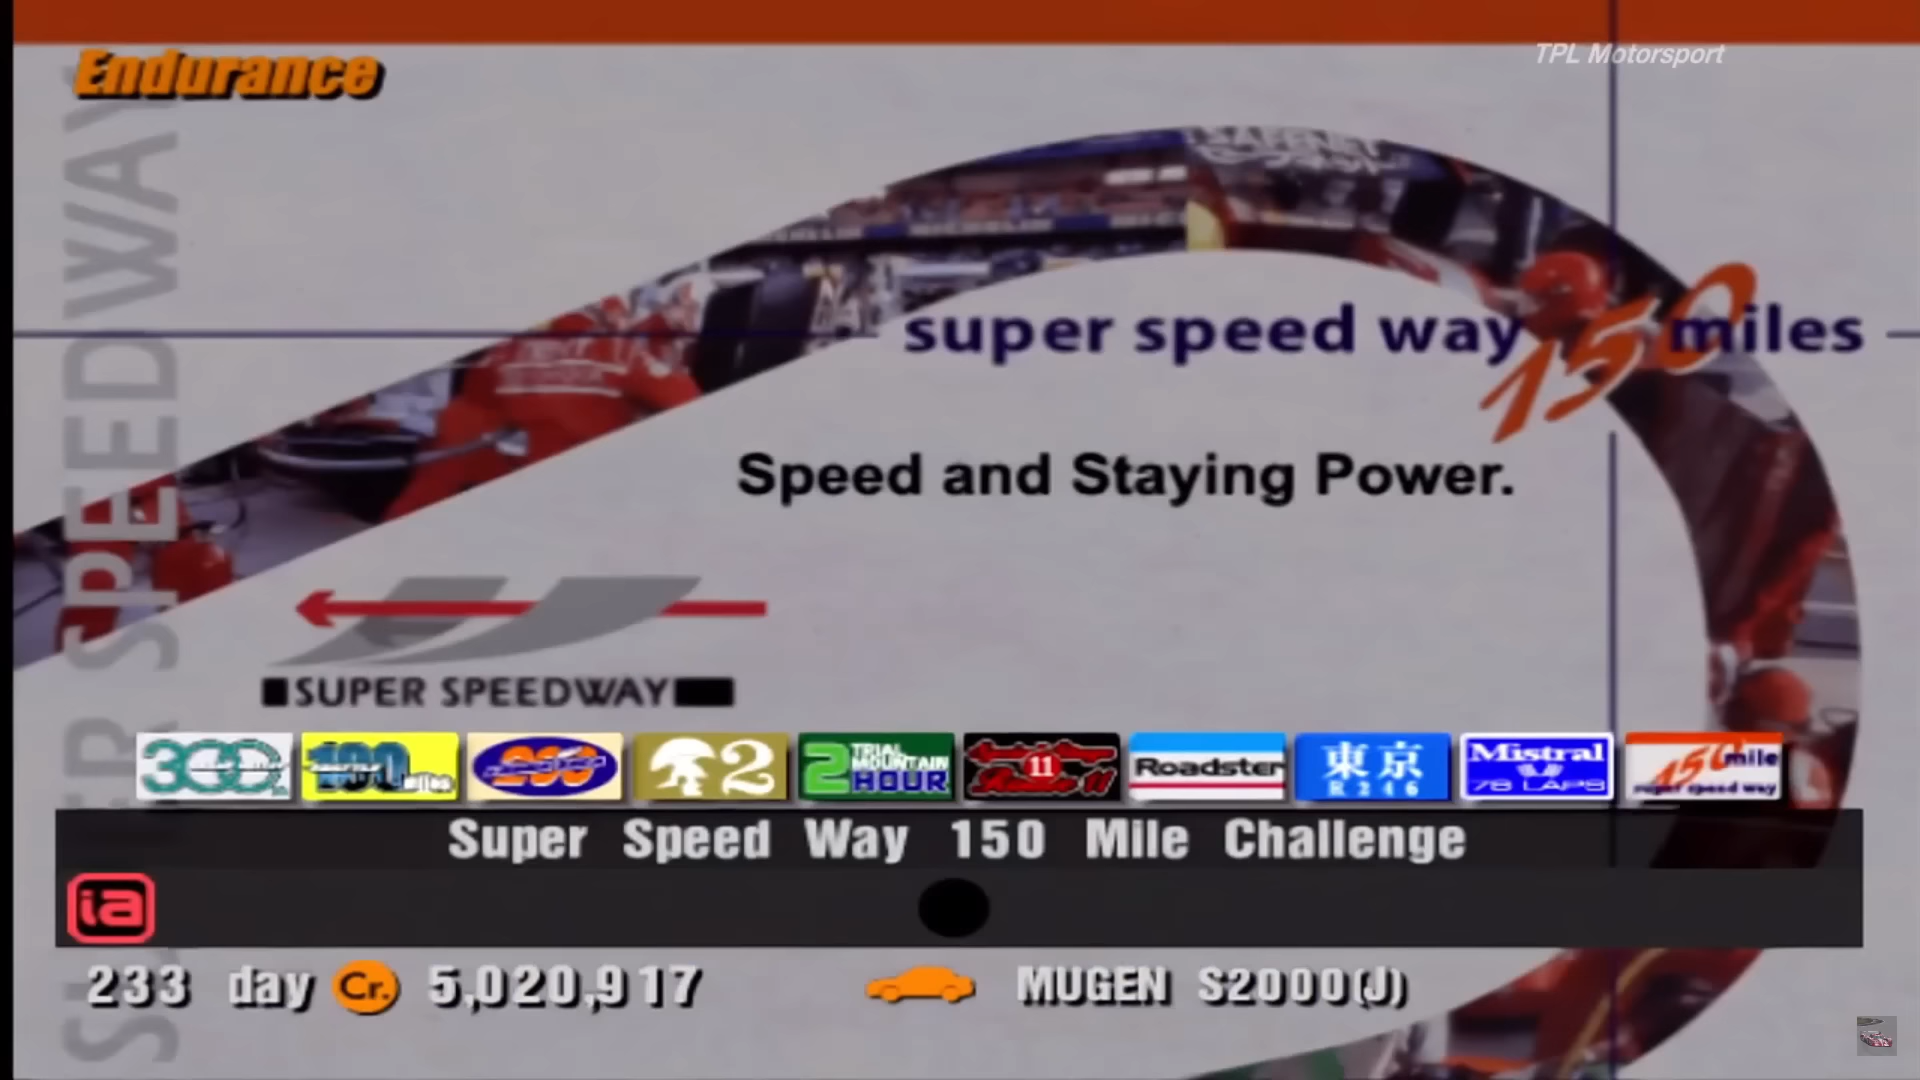 Endurance
TPL Motorsport
SUPER SPEEDWAY
super speed way 150 miles
Speed and Staying Power.
SUPER SPEEDWAY
2
2 TRIAL MOUNTAIN HOUR
11
Roadster
東京
R246
Mistral
78 LAPS
150 mile
super speed way
Super Speed Way 150 Mile Challenge
ia
233 day Cr. 5,020,917 MUGEN S2000(J)